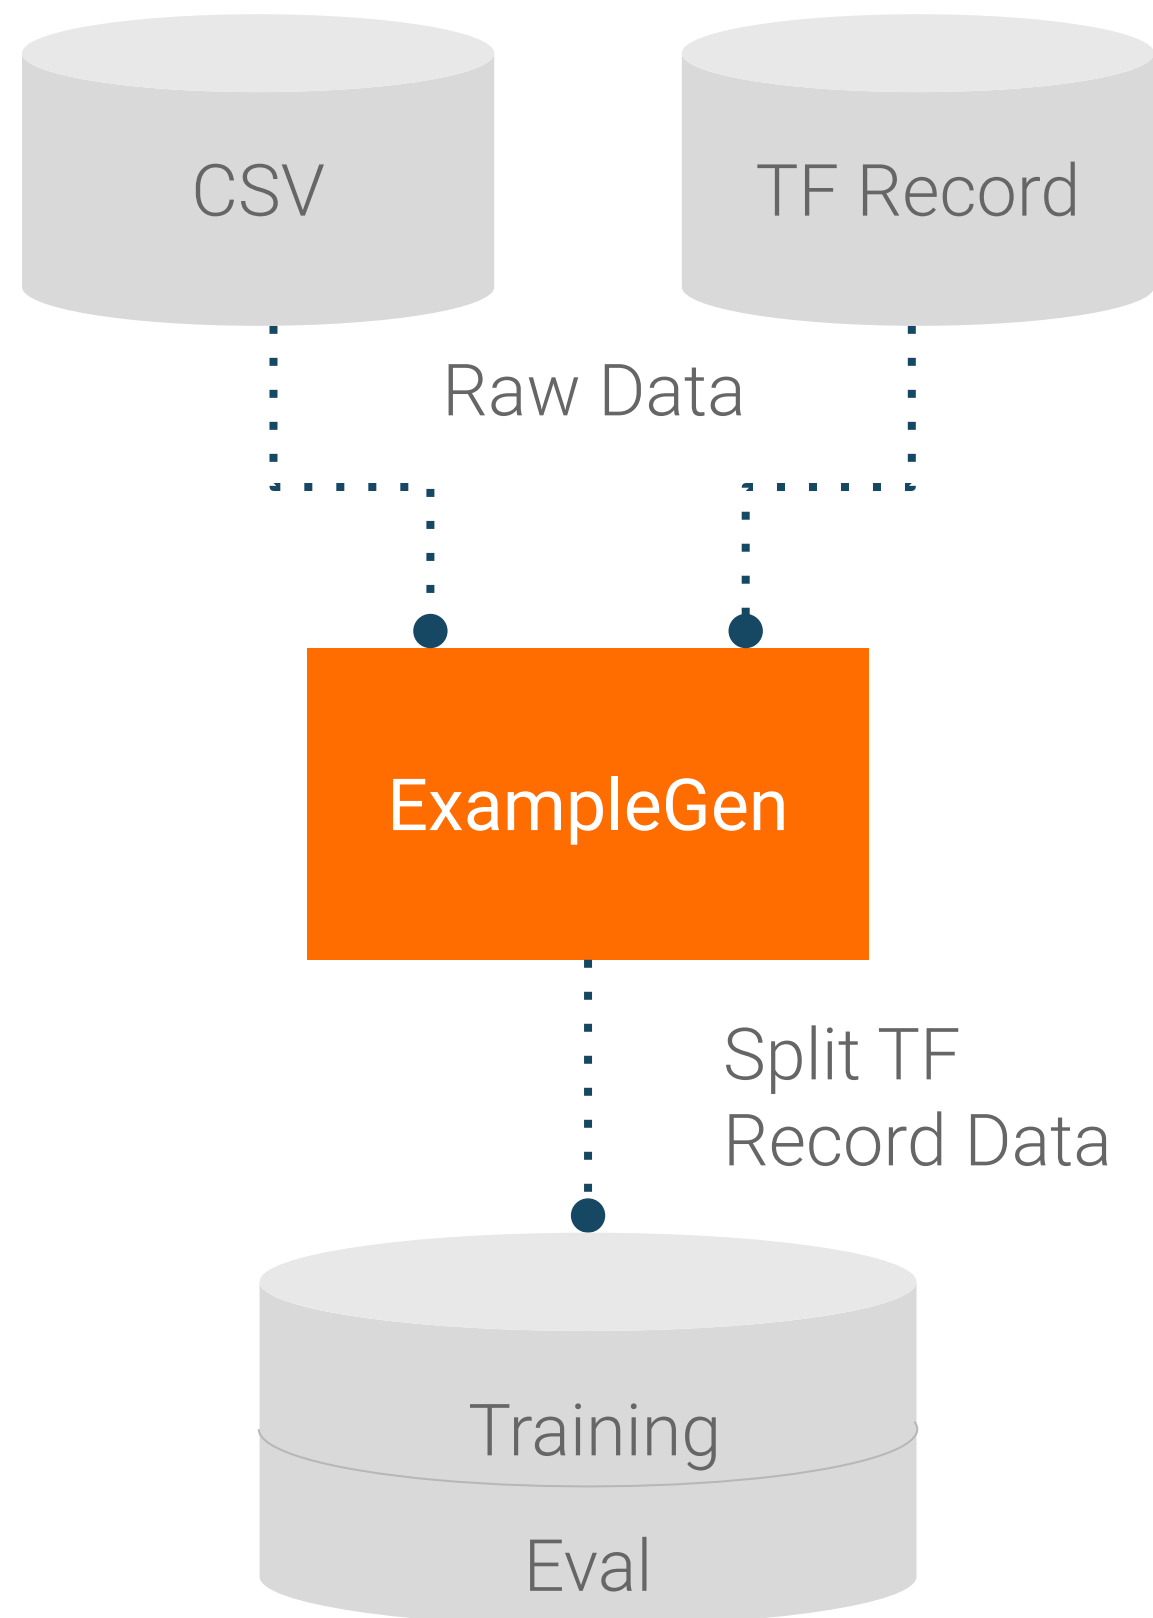 CSV
TF Record
Raw Data
ExampleGen
Split TF
Record Data
Training
Eval